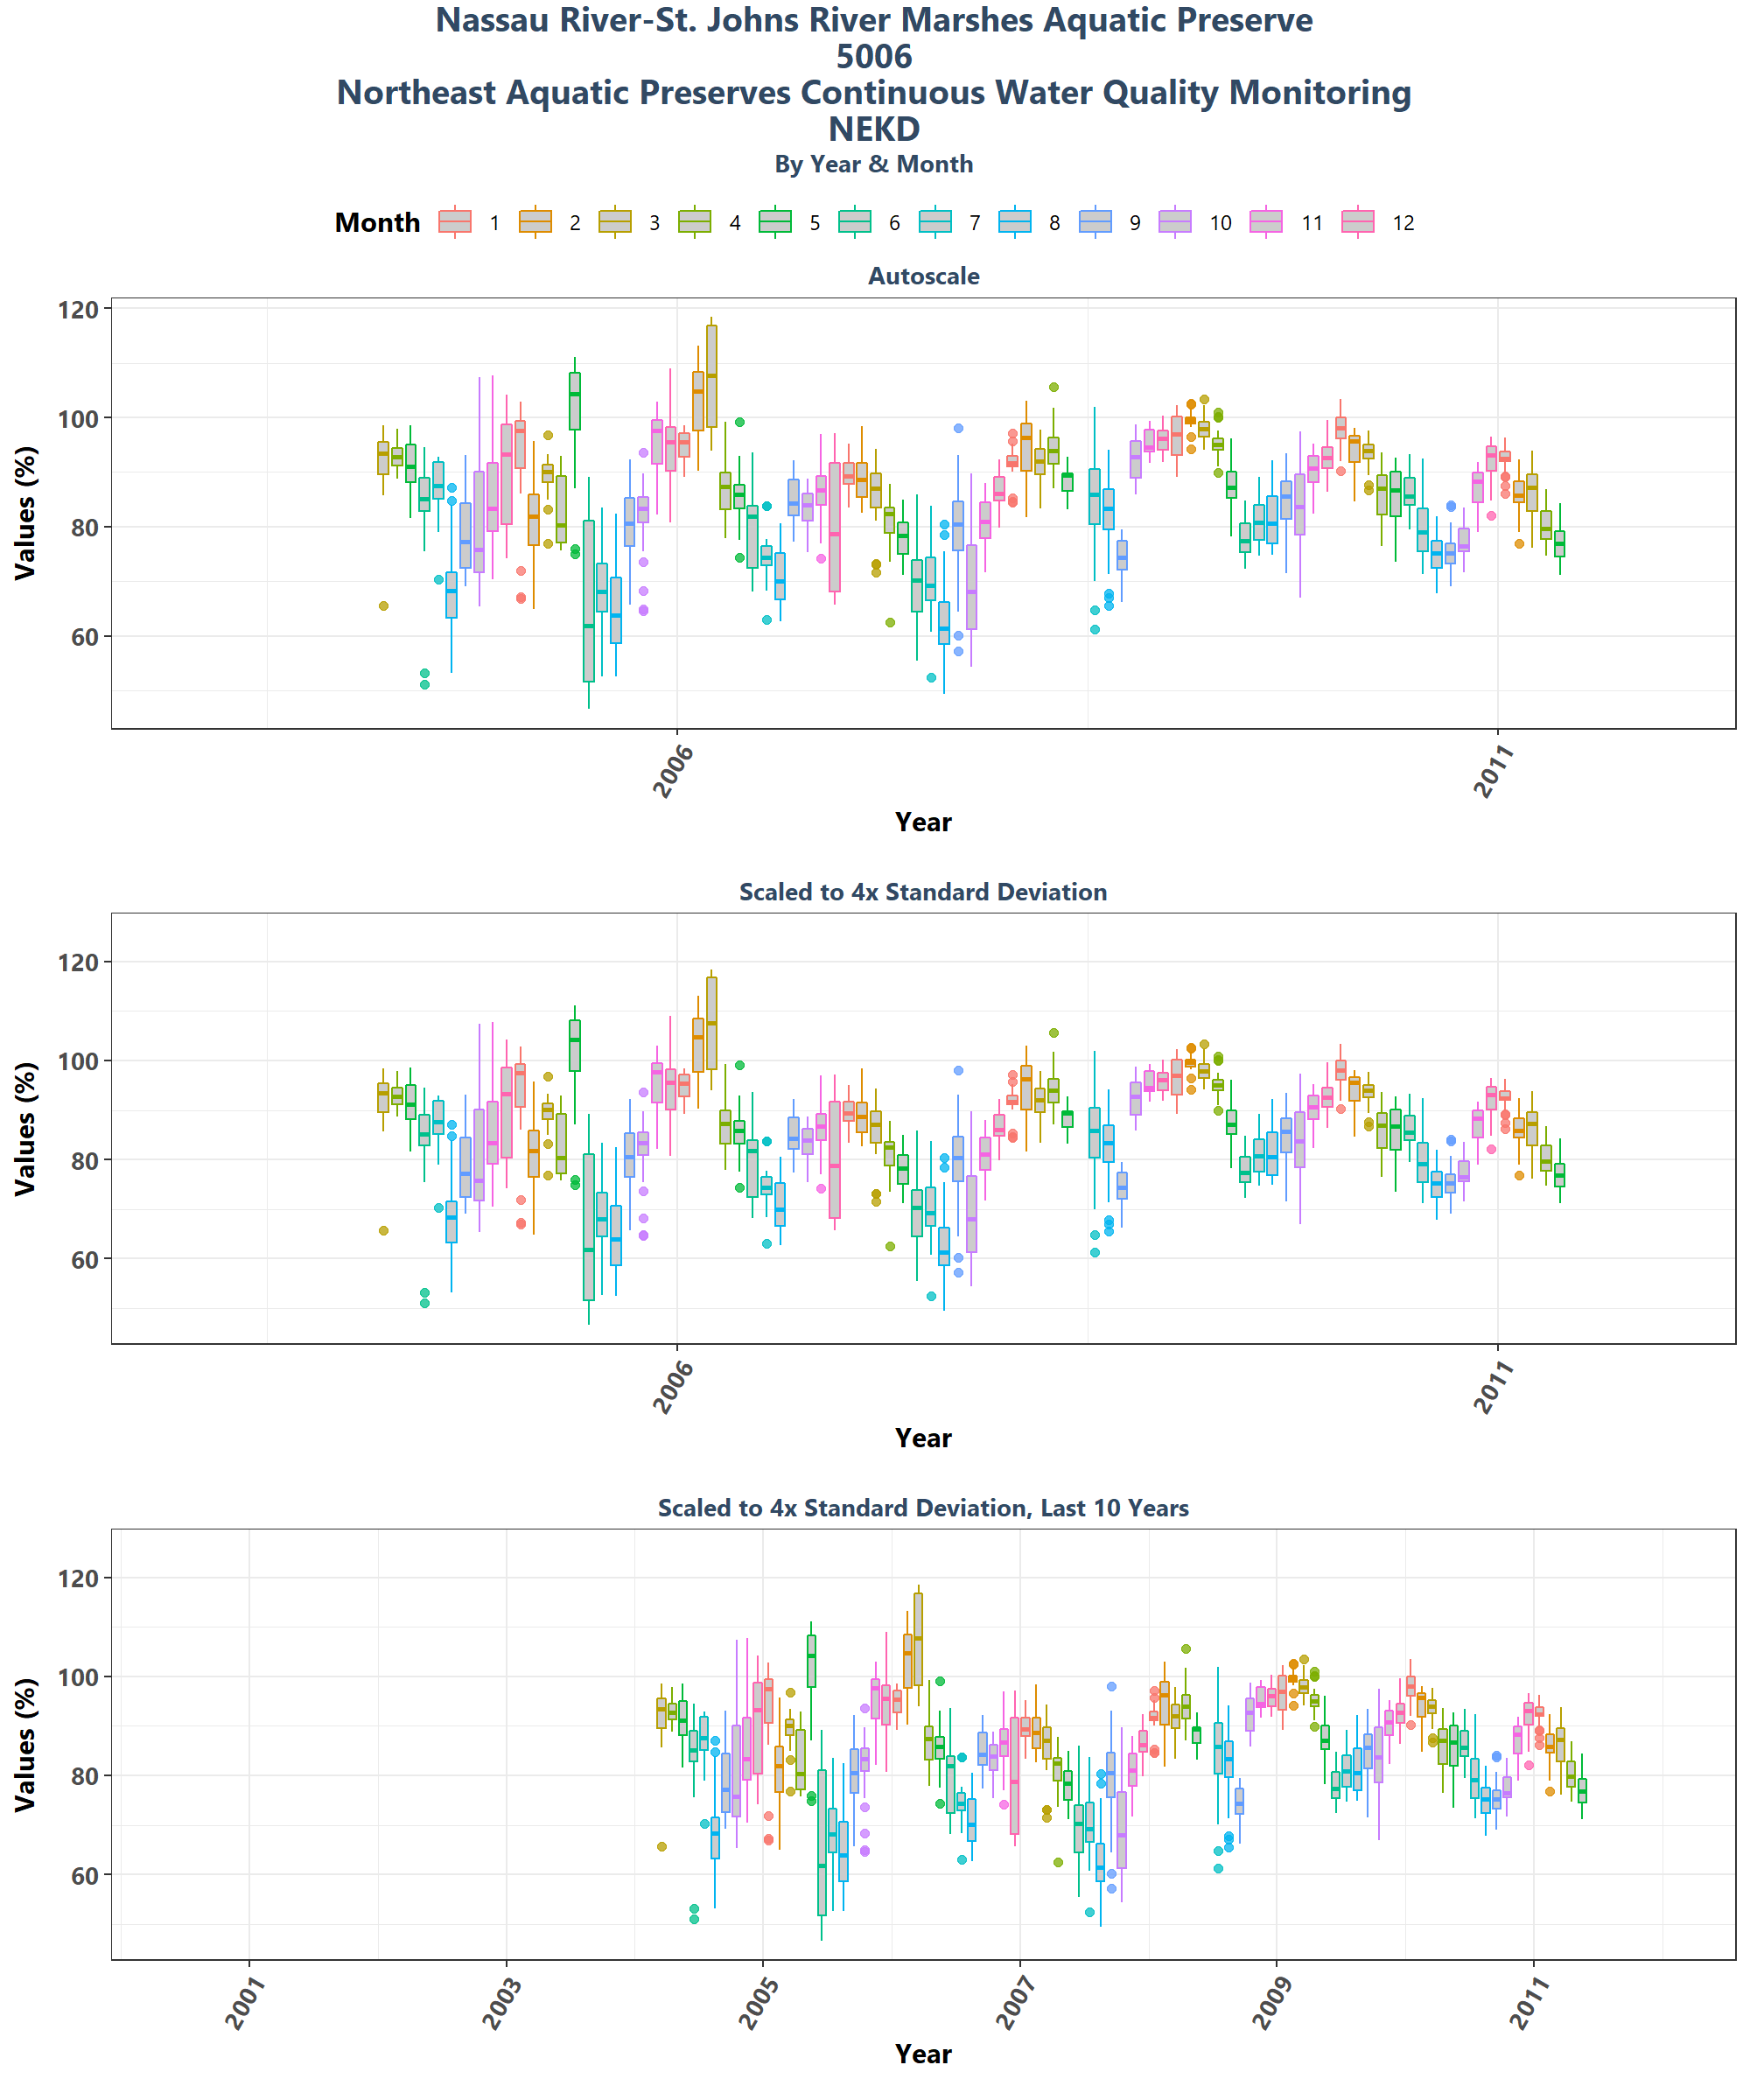 Nassau River-St. Johns River Marshes Aquatic Preserve
5006
Northeast Aquatic Preserves Continuous Water Quality Monitoring
NEKD
By Year & Month
Month 1 2 3 4 5 6 7 8 9 10 11 12
Autoscale
Values (%)
120
100
80
60
2006 2011
Year
Scaled to 4x Standard Deviation
Values (%)
120
100
80
60
2006 2011
Year
Scaled to 4x Standard Deviation, Last 10 Years
Values (%)
120
100
80
60
2001 2003 2005 2007 2009 2011
Year